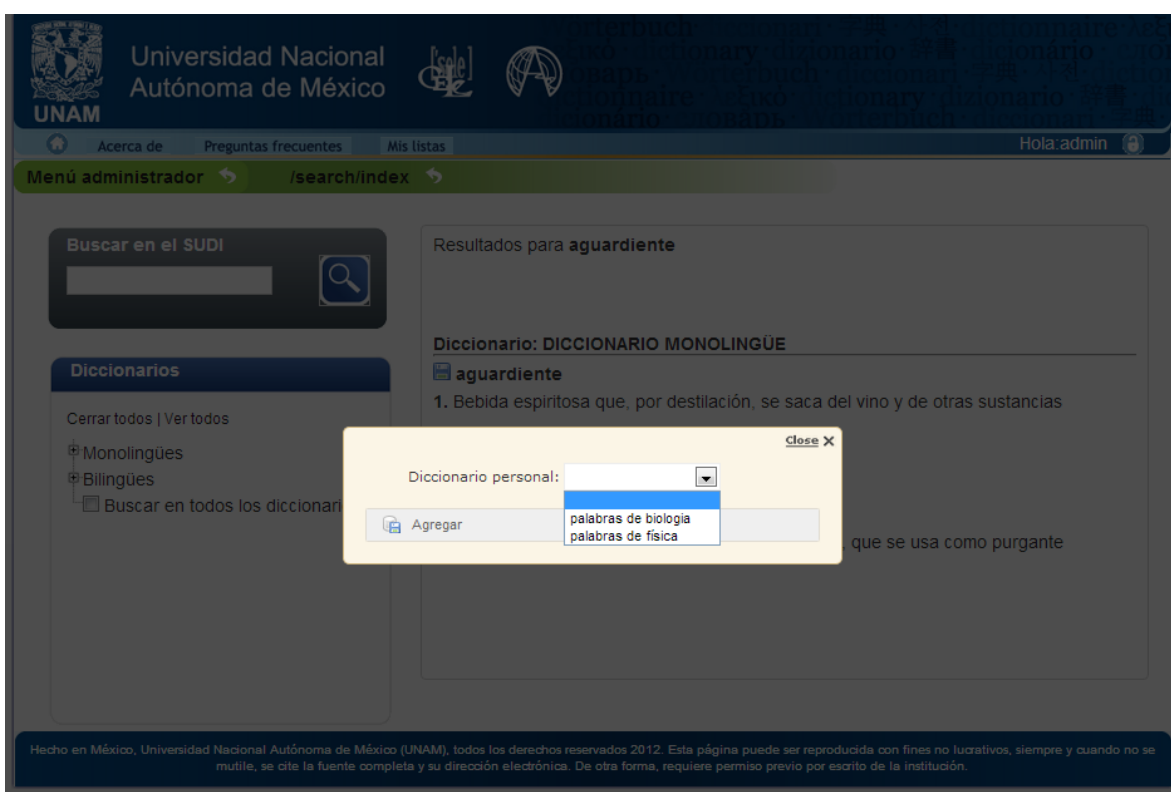 Universidad Nacional
Autónoma de México
UNAM
Acerca de Preguntas frecuentes Mis listas Hola:admin
Menú administrador /search/index
Buscar en el SUDI
Resultados para aguardiente
Diccionario: DICCIONARIO MONOLINGÜE
aguardiente
1. Bebida espiritosa que, por destilación, se saca del vino y de otras sustancias
Diccionarios
Cerrar todos | Ver todos
Monolingües
Bilingües
Buscar en todos los diccionari
Close X
Diccionario personal:
palabras de biologia
palabras de física
Agregar
, que se usa como purgante
Hecho en México, Universidad Nacional Autónoma de México (UNAM), todos los derechos reservados 2012. Esta página puede ser reproducida con fines no lucrativos, siempre y cuando no se
mutile, se cite la fuente completa y su dirección electrónica. De otra forma, requiere permiso previo por escrito de la institución.